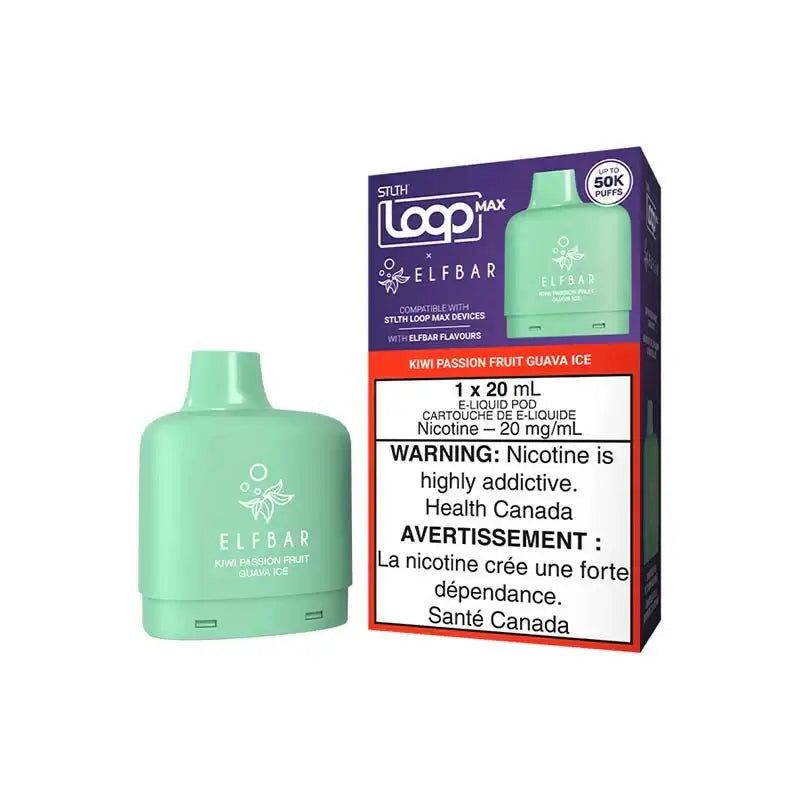 ELFBAR
KIWI PASSION FRUIT
GUAVA ICE
STLTH
LOOP MAX
×
ELFBAR
COMPATIBLE WITH
STLTH LOOP MAX DEVICES
WITH ELFBAR FLAVOURS
UP TO
50K
PUFFS
ELFBAR
KIWI PASSION FRUIT
GUAVA ICE
KIWI PASSION FRUIT GUAVA ICE
1 x 20 mL
E-LIQUID POD
CARTOUCHE DE E-LIQUIDE
Nicotine – 20 mg/mL
WARNING: Nicotine is
highly addictive.
Health Canada
AVERTISSEMENT :
La nicotine crée une forte
dépendance.
Santé Canada